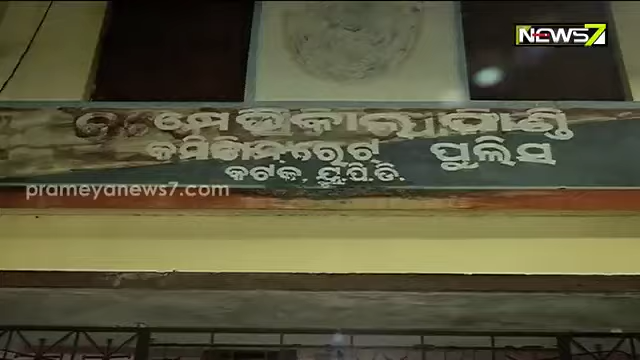 NEWS7
ମେଡିକାଲ ଫାଣ୍ଡି
କମିଶନରେଟ ପୁଲିସ
କଟକ, ୟୁ.ପି.ଡି.
prameyanews7.com